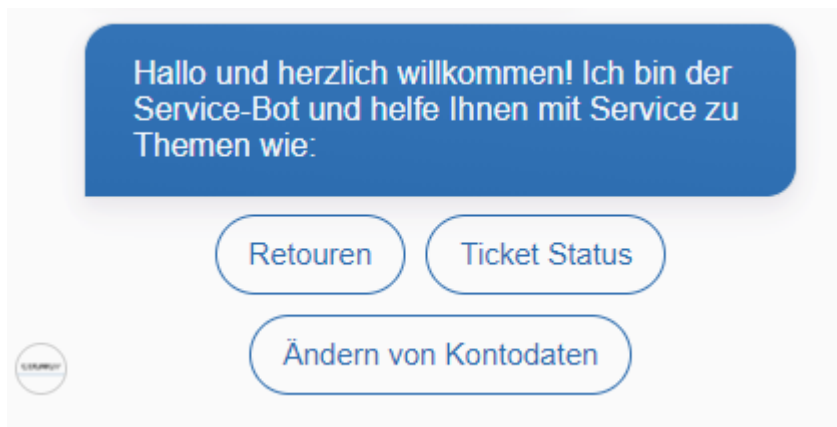 Hallo und herzlich willkommen! Ich bin der
Service-Bot und helfe Ihnen mit Service zu
Themen wie:
Retouren
Ticket Status
Ändern von Kontodaten